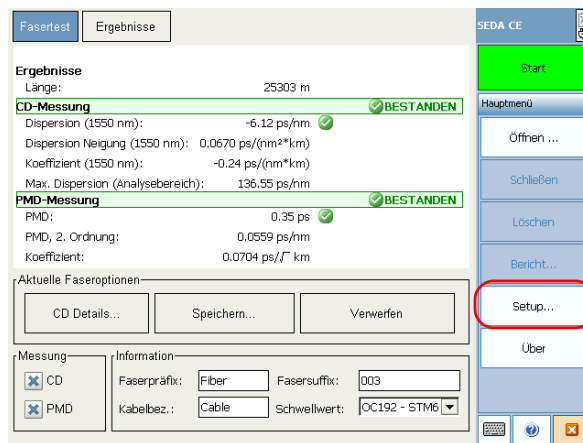 Fasertest Ergebnisse
Ergebnisse
Länge: 25303 m
CD-Messung BESTANDEN
Dispersion (1550 nm): -6.12 ps/nm
Dispersion Neigung (1550 nm): 0.0670 ps/(nm²*km)
Koeffizient (1550 nm): -0.24 ps/(nm*km)
Max. Dispersion (Analysebereich): 136.55 ps/nm
PMD-Messung BESTANDEN
PMD: 0.35 ps
PMD, 2. Ordnung: 0.0559 ps/nm
Koeffizient: 0.0704 ps/√ km
Aktuelle Faseroptionen
CD Details... Speichern... Verwerfen
Messung
CD
PMD
Information
Faserpräfix: Fiber Fasersuffix: 003
Kabelbez.: Cable Schwellwert: OC192 - STM6
SEDA CE
Start
Hauptmenü
Öffnen ...
Schließen
Löschen
Bericht...
Setup...
Über